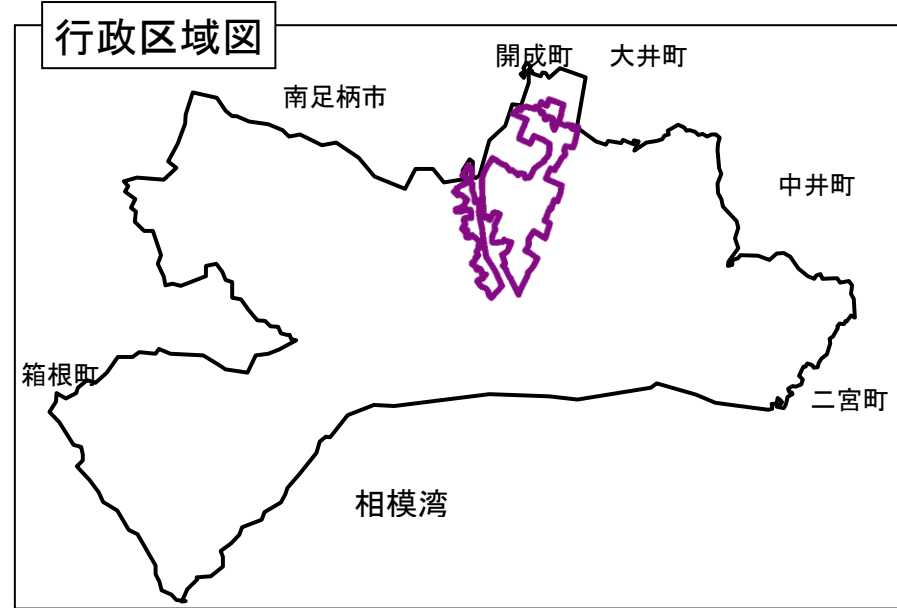 行政区域図
開成町
大井町
南足柄市
中井町
箱根町
二宮町
相模湾